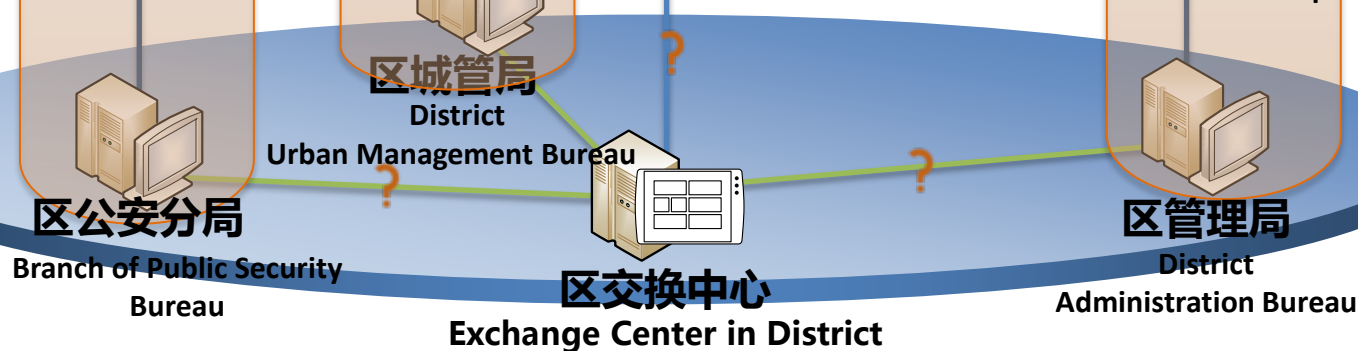 ?
区城管局
District
Urban Management Bureau
?
?
区公安分局
Branch of Public Security
Bureau
区交换中心
Exchange Center in District
区管理局
District
Administration Bureau